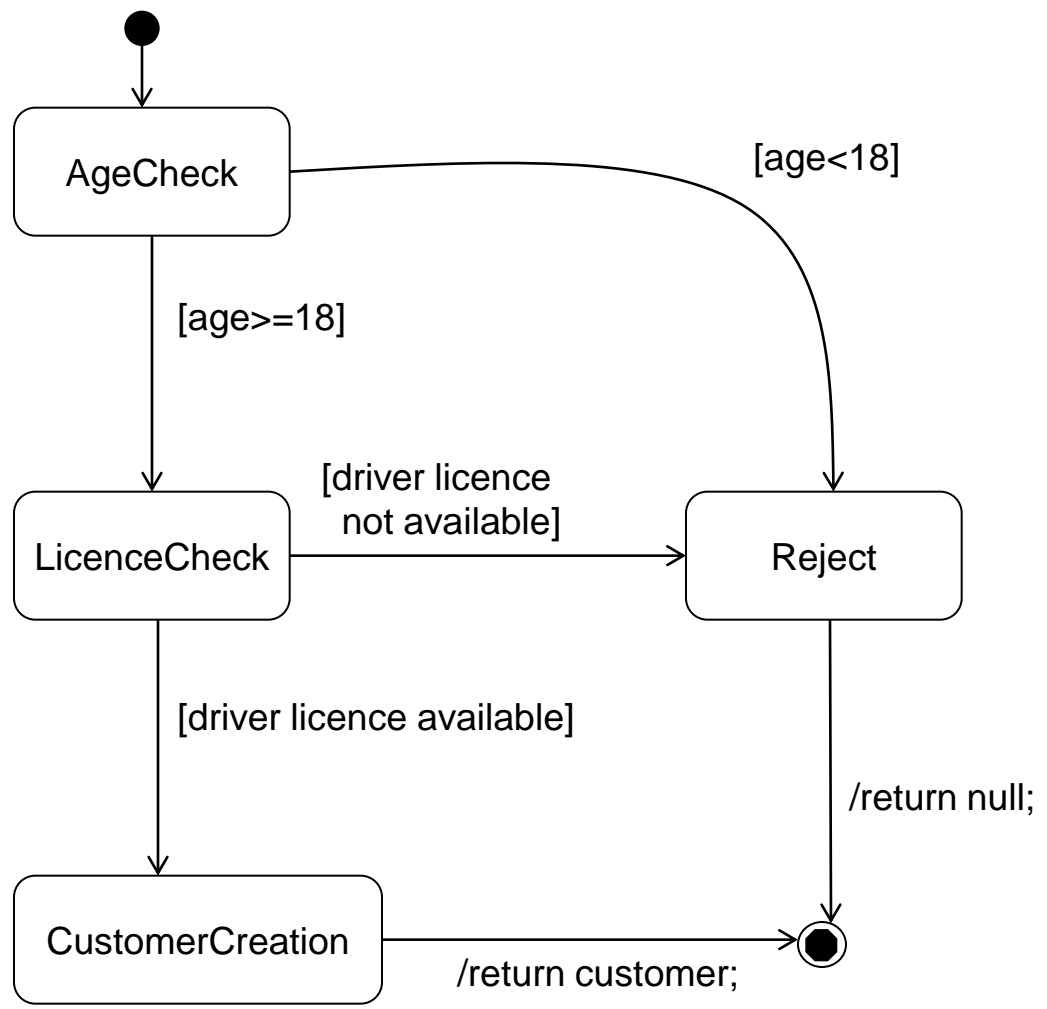 AgeCheck
[age<18]
[age>=18]
[driver licence
not available]
LicenceCheck
Reject
[driver licence available]
/return null;
CustomerCreation
/return customer;